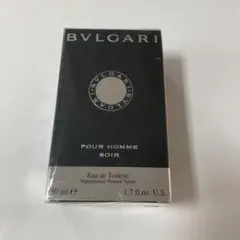 BVLGARI
BVLGARI BVLGARI
POUR HOMME
SOIR
Eau de Toilette
Vaporisateur Natural Spray
50 ml ℮ 1.7 fl.oz. U.S.